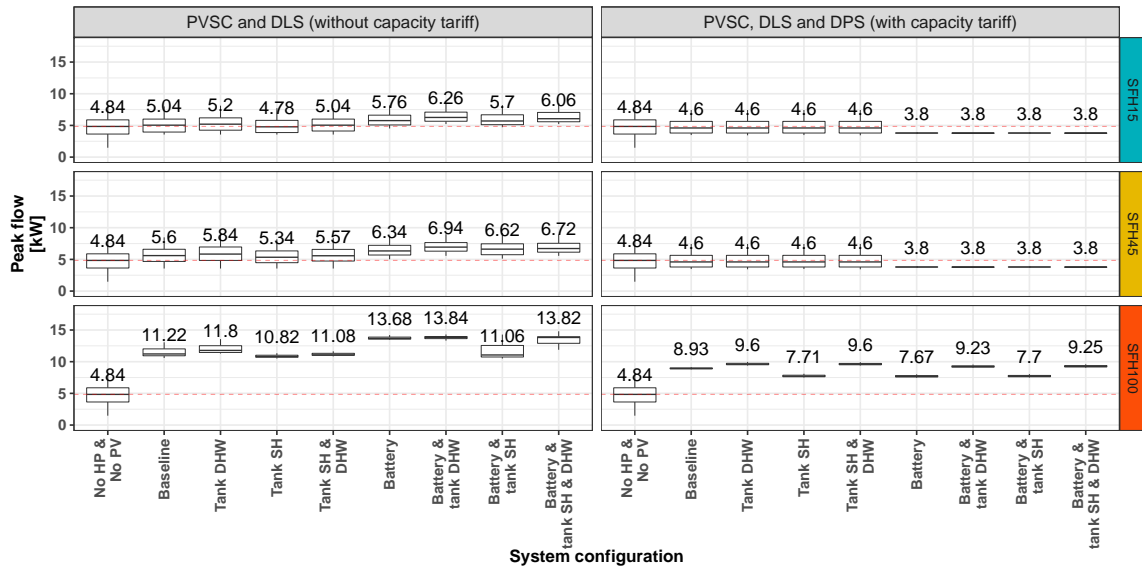 PVSC and DLS (without capacity tariff)
PVSC, DLS and DPS (with capacity tariff)
Peak flow
[kW]
15
10
5
0
4.84
5.04
5.2
4.78
5.04
5.76
6.26
5.7
6.06
4.84
4.6
4.6
4.6
4.6
3.8
3.8
3.8
3.8
SFH15
15
10
5
0
4.84
5.6
5.84
5.34
5.57
6.34
6.94
6.62
6.72
4.84
4.6
4.6
4.6
4.6
3.8
3.8
3.8
3.8
SFH45
15
10
5
0
4.84
11.22
11.8
10.82
11.08
13.68
13.84
11.06
13.82
4.84
8.93
9.6
7.71
9.6
7.67
9.23
7.7
9.25
SFH100
No HP &
No PV
Baseline
Tank DHW
Tank SH
Tank SH &
DHW
Battery
Battery &
tank DHW
Battery &
tank SH
Battery &
tank SH & DHW
No HP &
No PV
Baseline
Tank DHW
Tank SH
Tank SH &
DHW
Battery
Battery &
tank DHW
Battery &
tank SH
Battery &
tank SH & DHW
System configuration